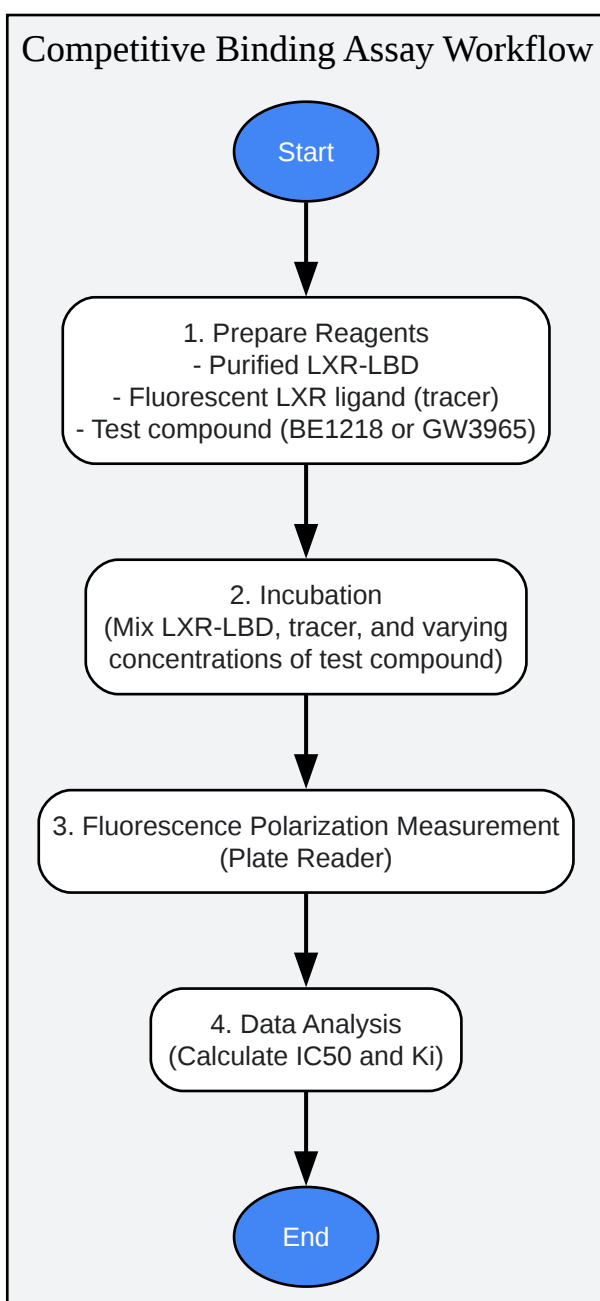 Competitive Binding Assay Workflow
Start
1. Prepare Reagents
- Purified LXR-LBD
- Fluorescent LXR ligand (tracer)
- Test compound (BE1218 or GW3965)
2. Incubation
(Mix LXR-LBD, tracer, and varying
concentrations of test compound)
3. Fluorescence Polarization Measurement
(Plate Reader)
4. Data Analysis
(Calculate IC50 and Ki)
End